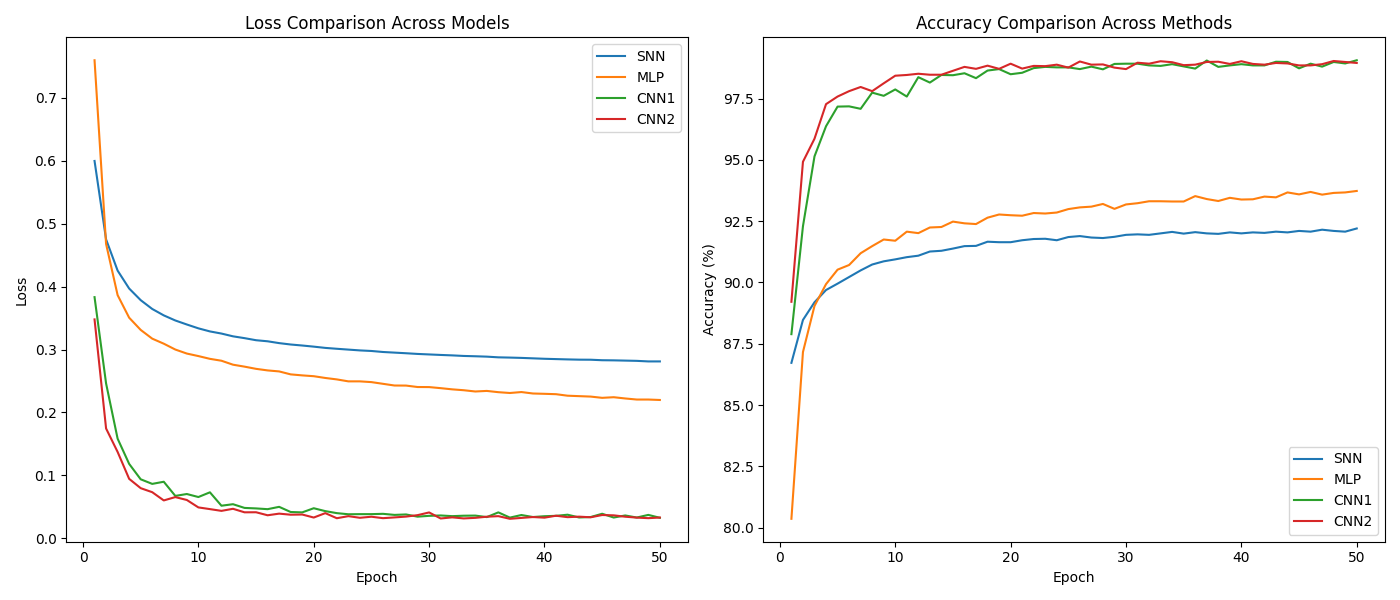 Loss Comparison Across Models
Loss
0.7
0.6
0.5
0.4
0.3
0.2
0.1
0.0
0 10 20 30 40 50
Epoch
SNN
MLP
CNN1
CNN2
Accuracy Comparison Across Methods
Accuracy (%)
97.5
95.0
92.5
90.0
87.5
85.0
82.5
80.0
0 10 20 30 40 50
Epoch
SNN
MLP
CNN1
CNN2